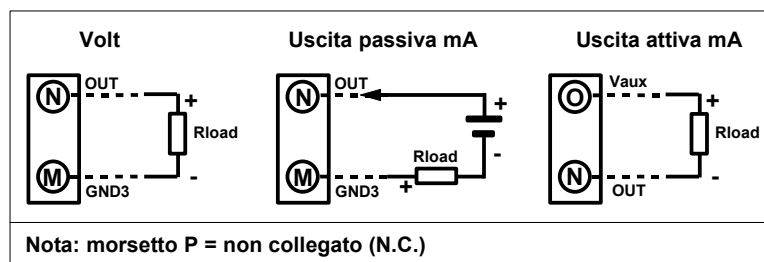 Volt
Uscita passiva mA
Uscita attiva mA
N
OUT
+
Rload
-
M
GND3
N
OUT
+
-
Rload
+
M
GND3
O
Vaux
+
Rload
-
N
OUT
Nota: morsetto P = non collegato (N.C.)